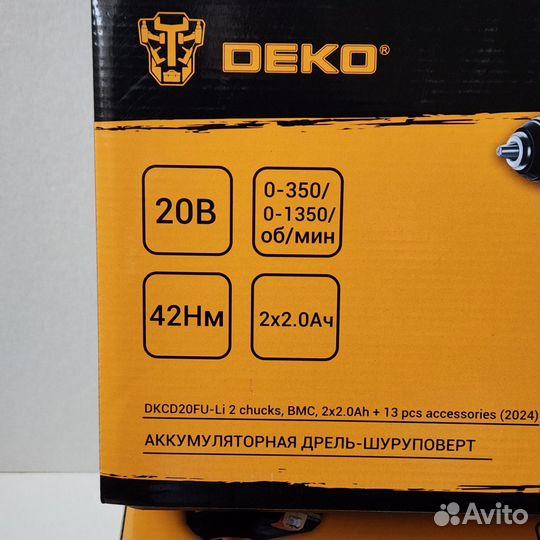 DEKO®
20В
0-350/
0-1350/
об/мин
42Нм
2x2.0Ач
DKCD20FU-Li 2 chucks, BMC, 2x2.0Ah + 13 pcs accessories (2024)
АККУМУЛЯТОРНАЯ ДРЕЛЬ-ШУРУПОВЕРТ
Avito